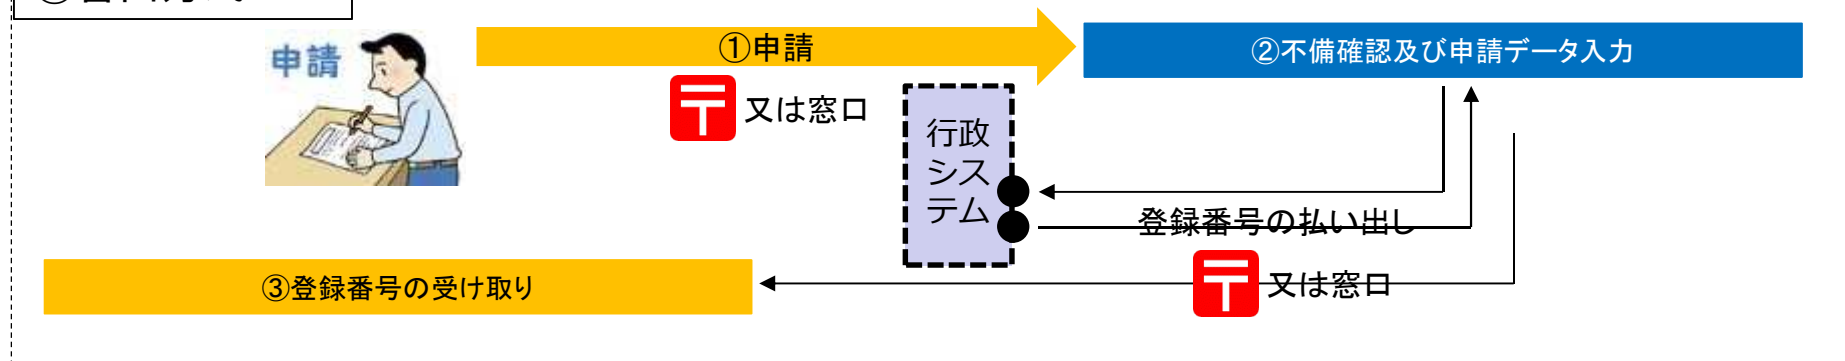 申請
①申請
②不備確認及び申請データ入力
〒 又は窓口
行政
シス
テム
登録番号の払い出し
③登録番号の受け取り
〒 又は窓口